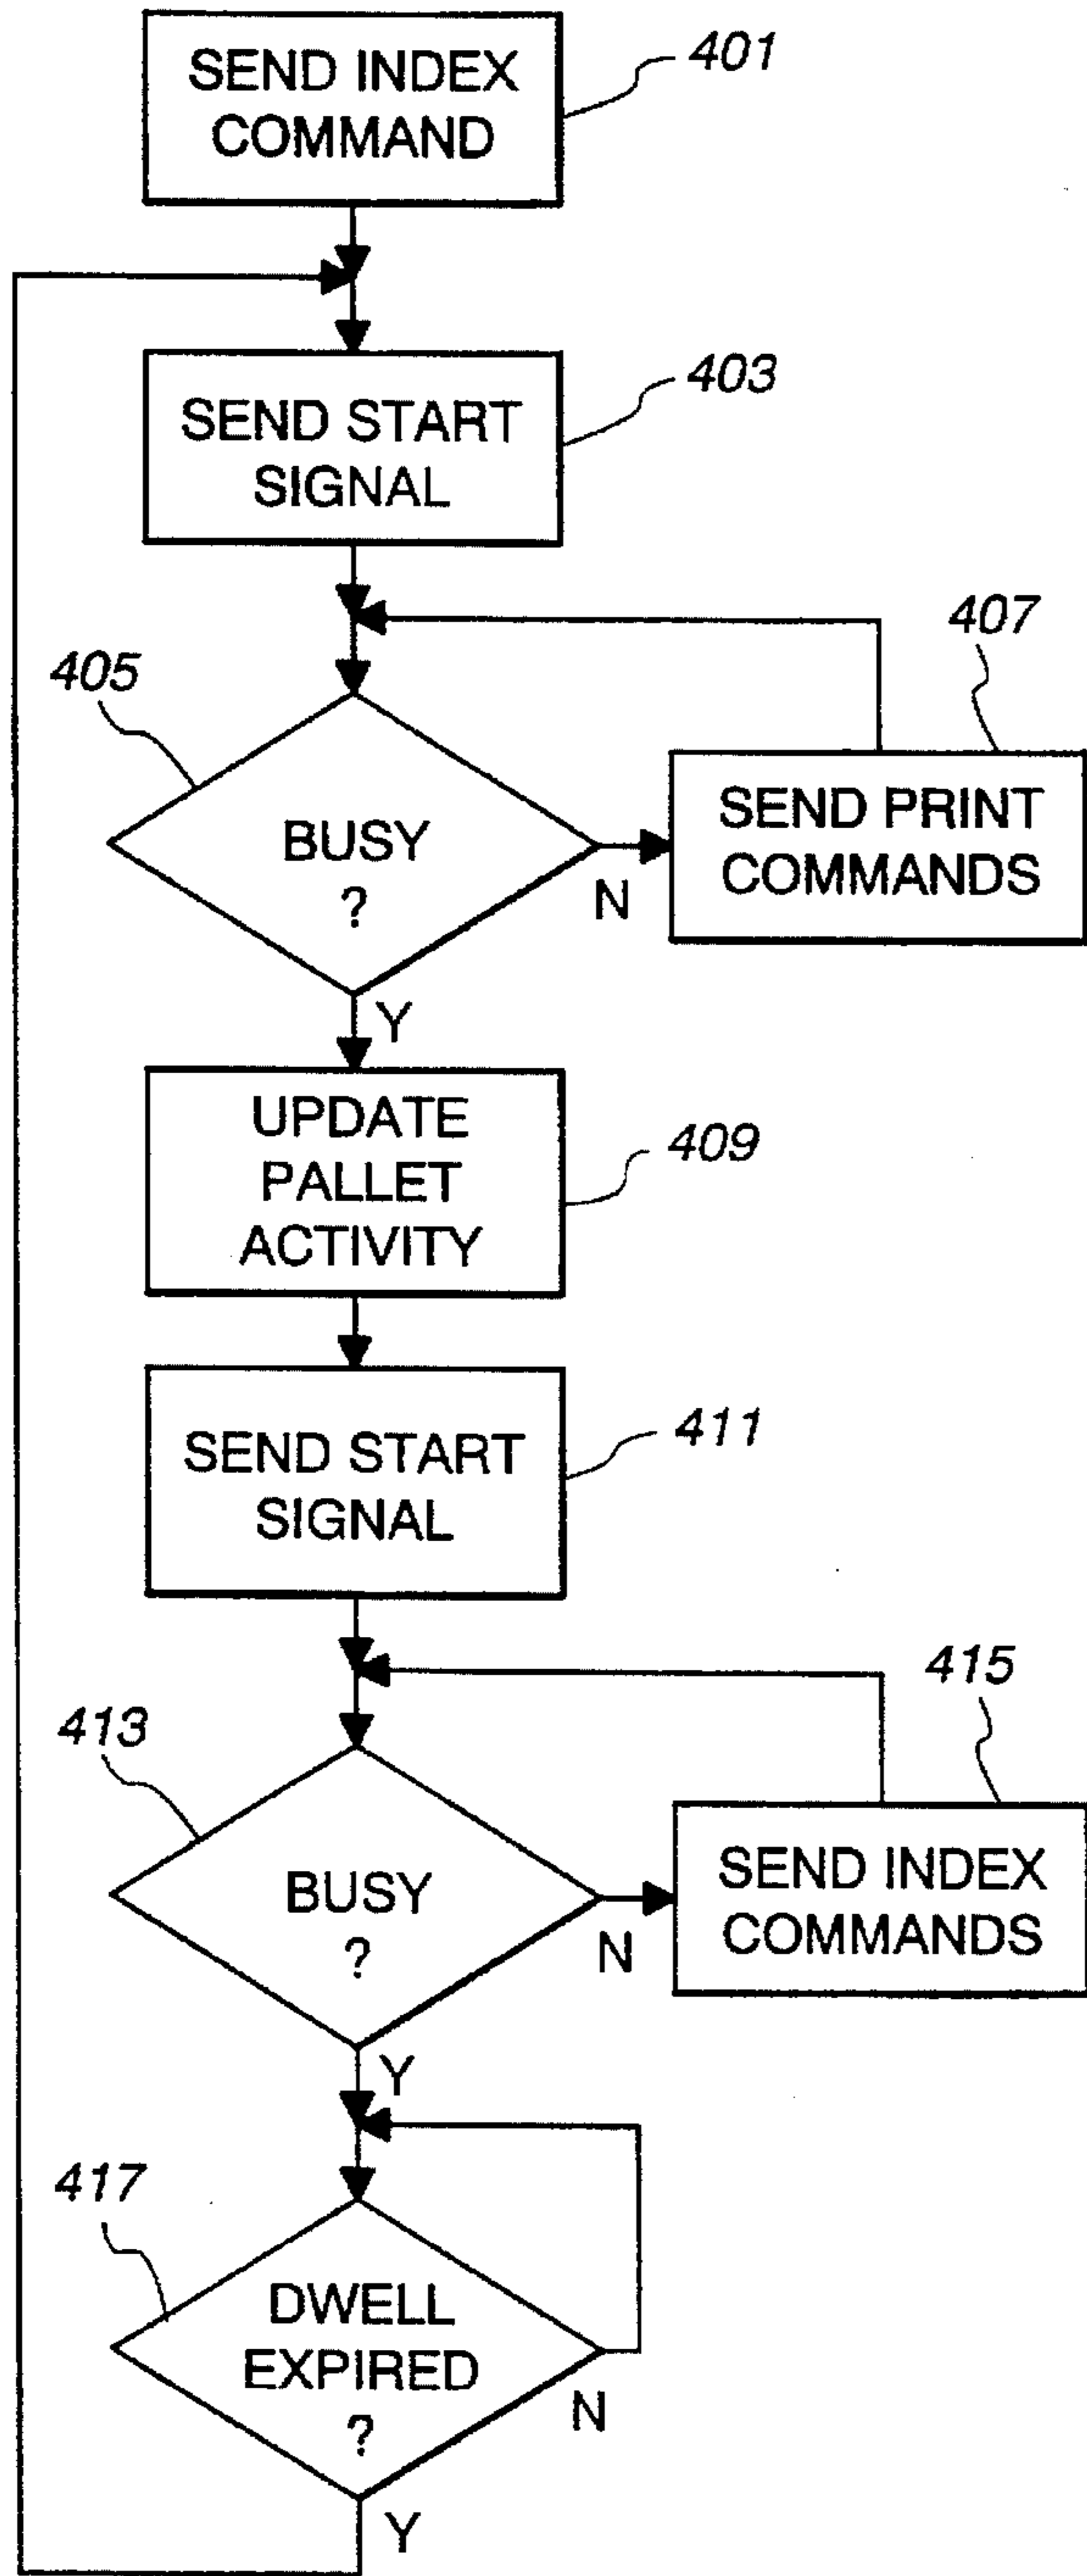 SEND INDEX
COMMAND
401
SEND START
SIGNAL
403
405
BUSY
?
N
Y
407
SEND PRINT
COMMANDS
UPDATE
PALLET
ACTIVITY
409
SEND START
SIGNAL
411
413
BUSY
?
N
Y
415
SEND INDEX
COMMANDS
417
DWELL
EXPIRED
?
N
Y